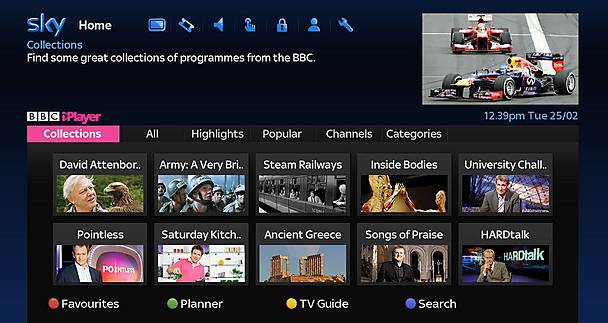 sky Home
Collections
Find some great collections of programmes from the BBC.
12.39pm Tue 25/02
BBC iPlayer
Collections All Highlights Popular Channels Categories
David Attenbor.. Army: A Very Bri.. Steam Railways Inside Bodies University Chall..
Pointless Saturday Kitch.. Ancient Greece Songs of Praise HARDtalk
POINTLESS HARDtalk
Favourites Planner TV Guide Search